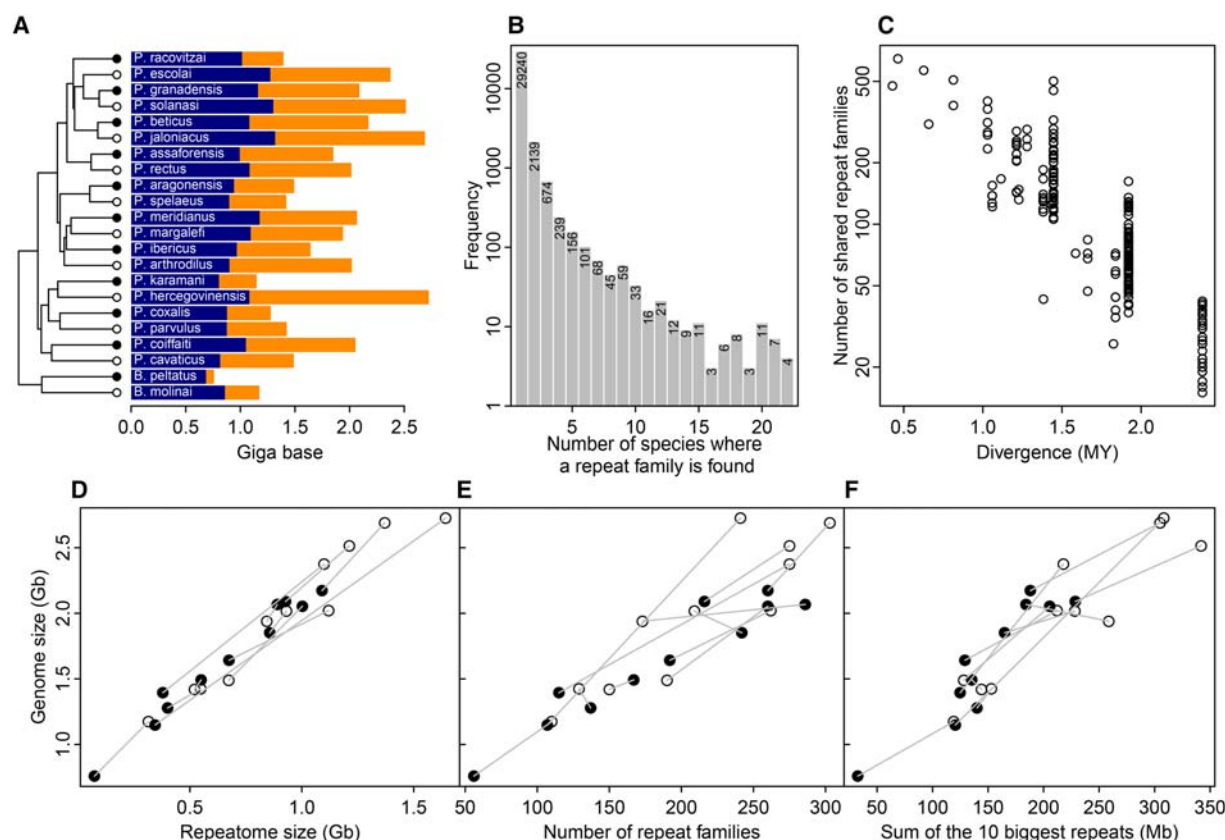 A
P. racovitzai
P. escolai
P. granadensis
P. solanasi
P. beticus
P. jaloniacus
P. assaforensis
P. rectus
P. aragonensis
P. spelaeus
P. meridianus
P. margalefi
P. ibericus
P. arthrodilus
P. karamani
P. hercegovinensis
P. coxalis
P. parvulus
P. coiffaiti
P. cavaticus
B. peltatus
B. molinai
0.0 0.5 1.0 1.5 2.0 2.5
Giga base
B
Frequency
1 10 100 1000 10000
29240
2139
674
239
156
101
68
45
59
33
16
21
12
9
11
3
6
8
3
11
7
4
5 10 15 20
Number of species where
a repeat family is found
C
Number of shared repeat families
20 50 100 200 500
0.5 1.0 1.5 2.0
Divergence (MY)
D
Genome size (Gb)
1.0 1.5 2.0 2.5
0.5 1.0 1.5
Repeatome size (Gb)
E
50 100 150 200 250 300
Number of repeat families
F
50 100 150 200 250 300 350
Sum of the 10 biggest repeats (Mb)